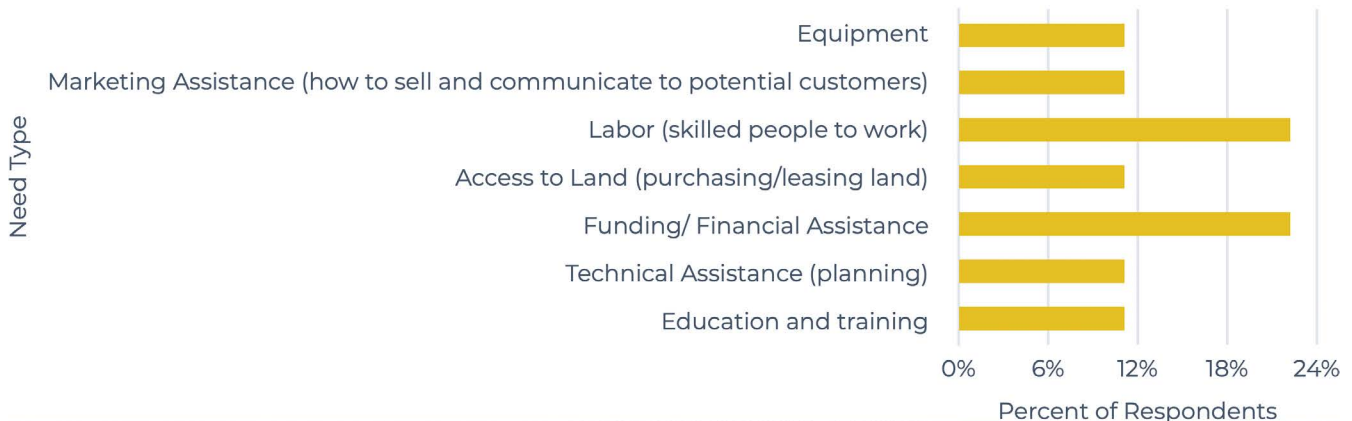 Need Type
Equipment
Marketing Assistance (how to sell and communicate to potential customers)
Labor (skilled people to work)
Access to Land (purchasing/leasing land)
Funding/ Financial Assistance
Technical Assistance (planning)
Education and training
0% 6% 12% 18% 24%
Percent of Respondents